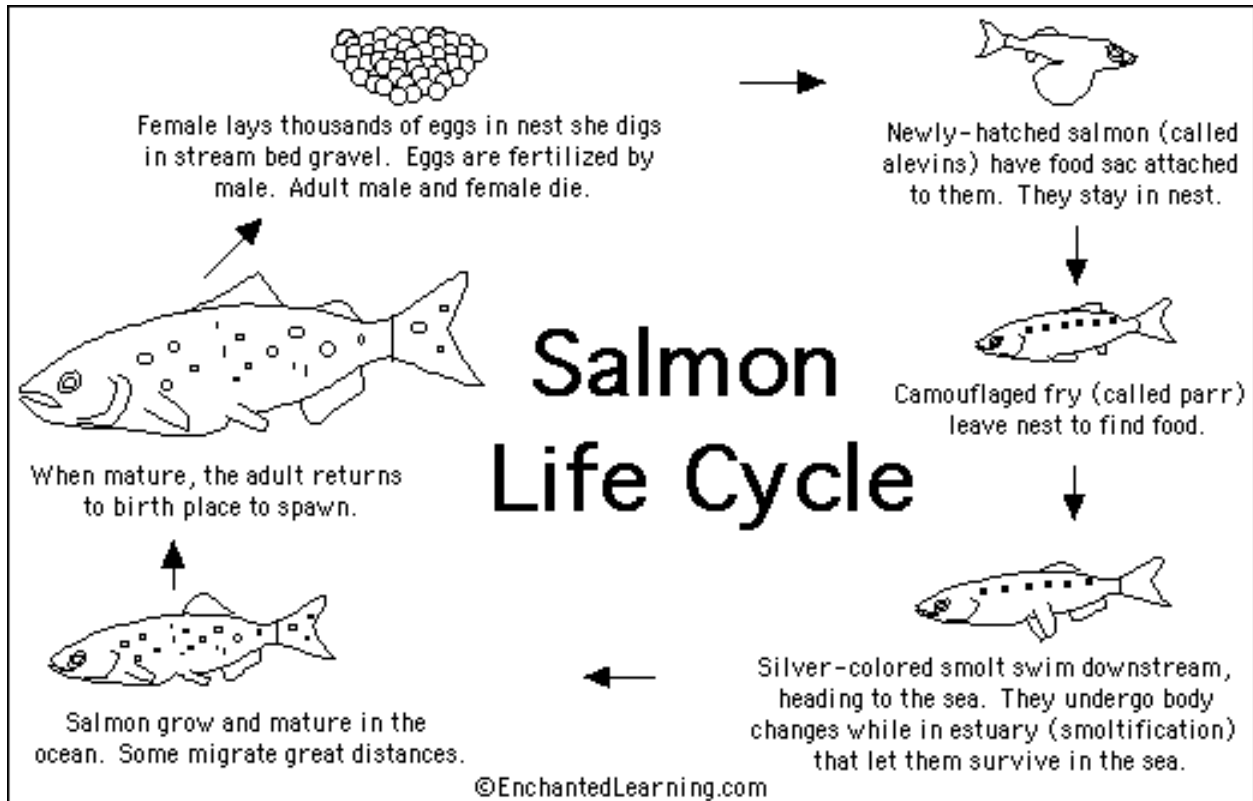 Female lays thousands of eggs in nest she digs
in stream bed gravel. Eggs are fertilized by
male. Adult male and female die.
Newly-hatched salmon (called
alevins) have food sac attached
to them. They stay in nest.
Camouflaged fry (called parr)
leave nest to find food.
Silver-colored smolt swim downstream,
heading to the sea. They undergo body
changes while in estuary (smoltification)
that let them survive in the sea.
Salmon grow and mature in the
ocean. Some migrate great distances.
When mature, the adult returns
to birth place to spawn.
Salmon
Life Cycle
©EnchantedLearning.com